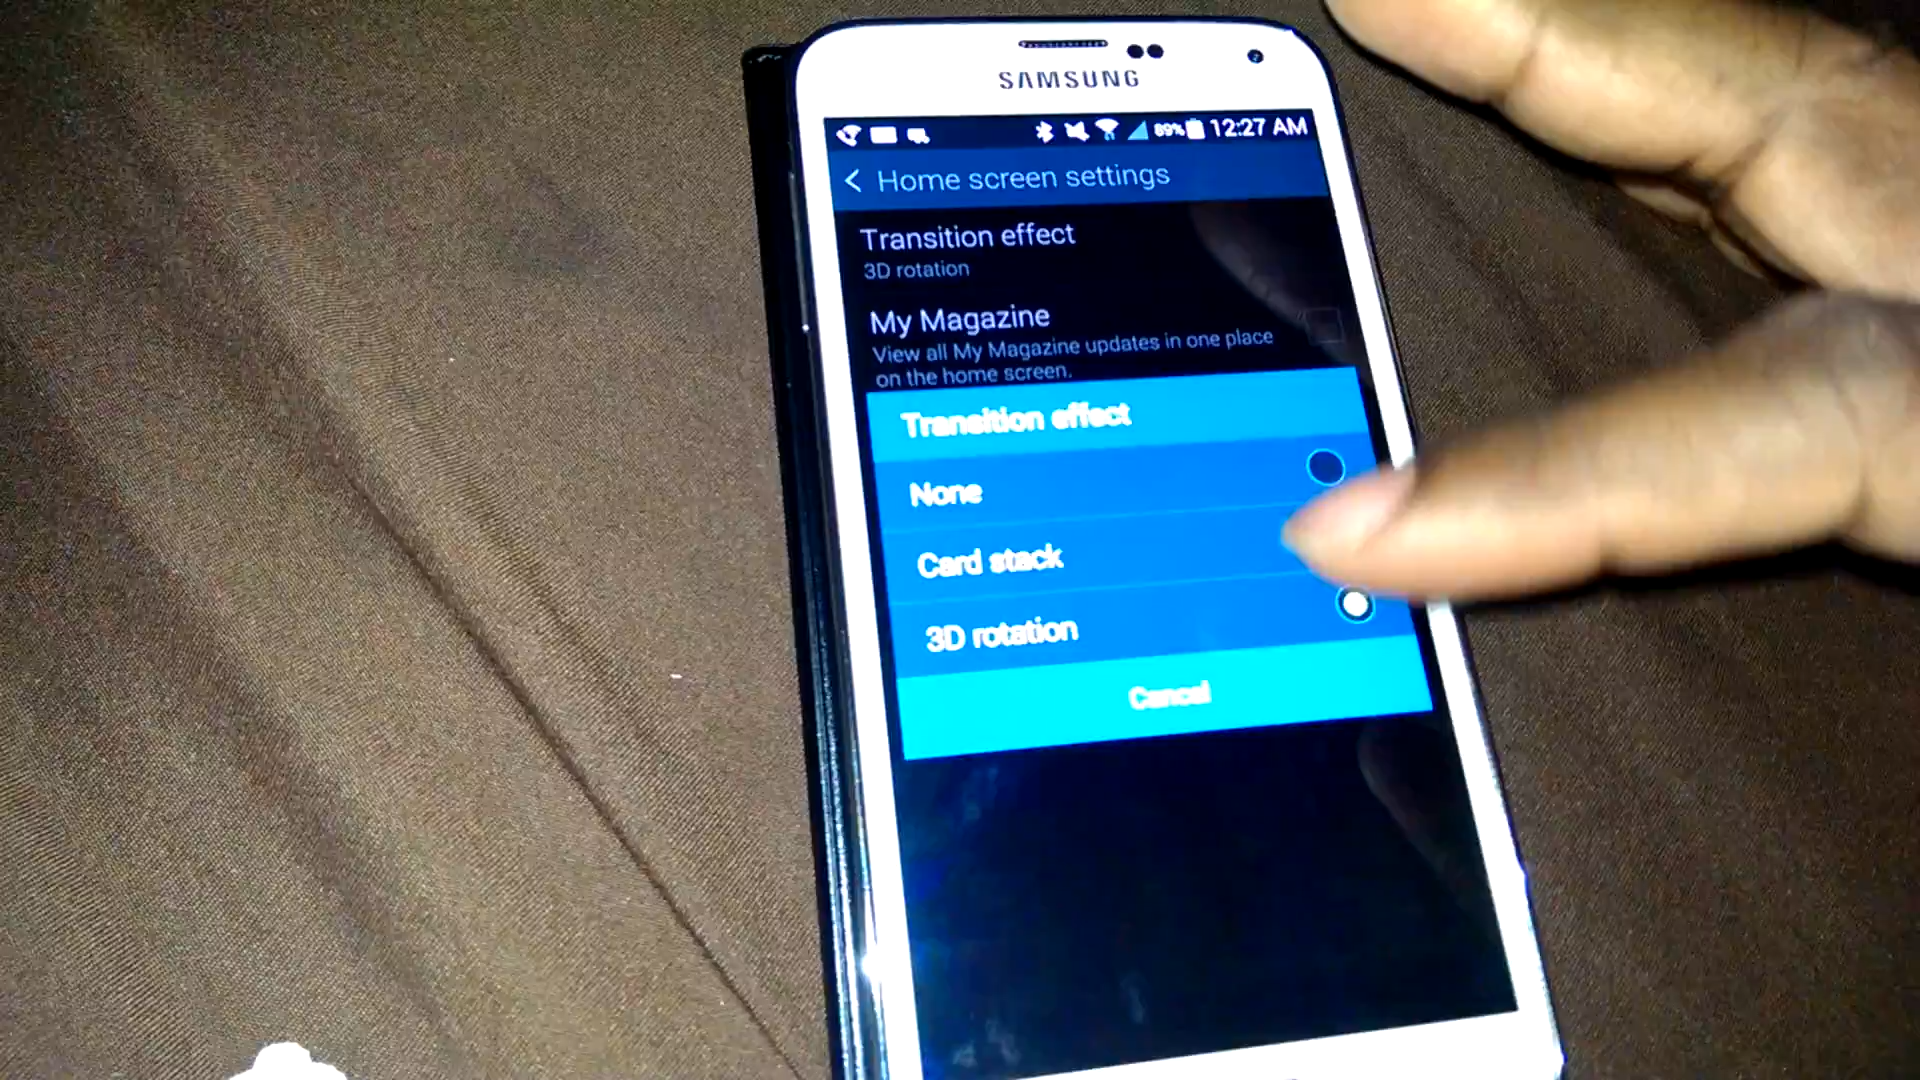 SAMSUNG
89% 12:27 AM
Home screen settings
Transition effect
3D rotation
My Magazine
View all My Magazine updates in one place
on the home screen.
Transition effect
None
Card stack
3D rotation
Cancel